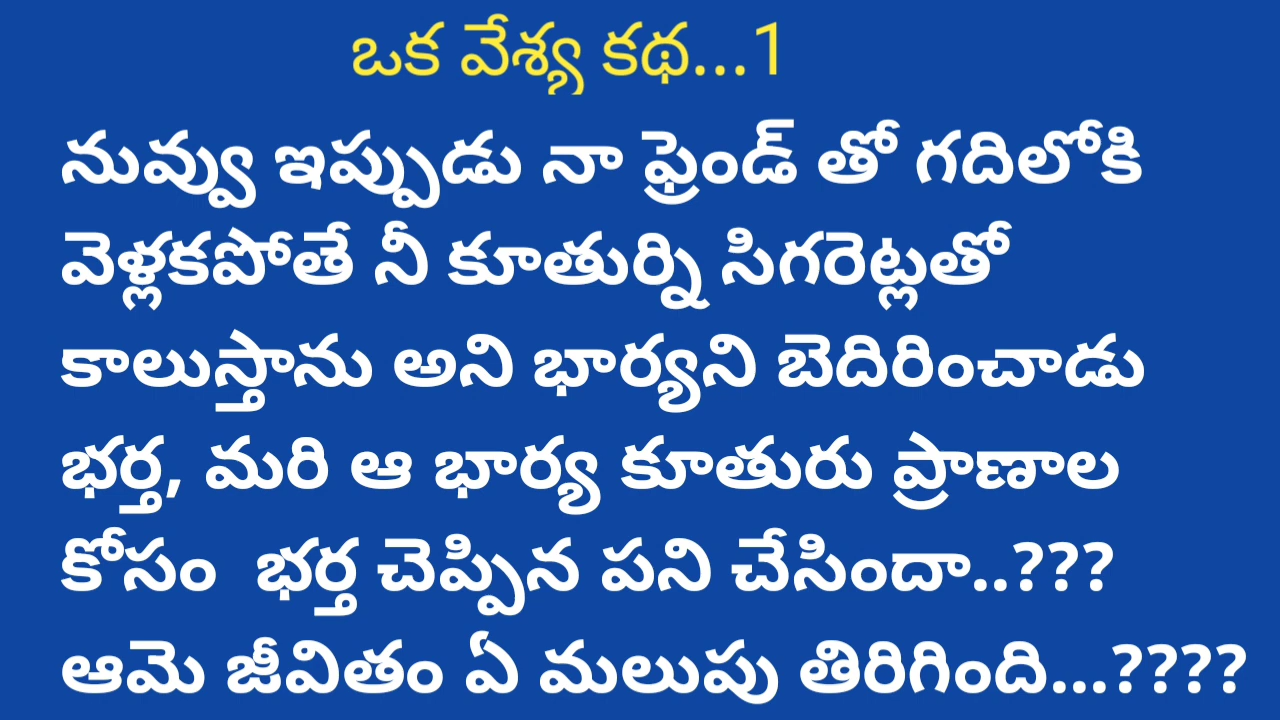 ఒక వేశ్య కథ...1
నువ్వు ఇప్పుడు నా ఫ్రెండ్ తో గదిలోకి
వెళ్లకపోతే నీ కూతుర్ని సిగరెట్లతో
కాలుస్తాను అని భార్యని బెదిరించాడు
భర్త, మరి ఆ భార్య కూతురు ప్రాణాల
కోసం  భర్త చెప్పిన పని చేసిందా..???
ఆమె జీవితం ఏ మలుపు తిరిగింది...????